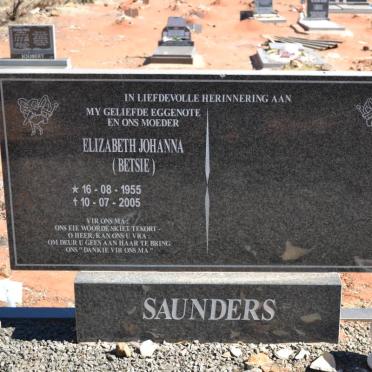 IN LIEFDEVOLLE HERINNERING AAN
MY GELIEFDE EGGENOTE
EN ONS MOEDER
ELIZABETH JOHANNA
( BETSIE )
* 16 - 08 - 1955
† 10 - 07 - 2005
VIR ONS MA :
ONS EIE WOORDE SKIET TEKORT -
O HEER, KAN ONS U VRA :
OM DEUR U GEES AAN HAAR TE BRING
ONS " DANKIE VIR ONS MA "
SAUNDERS